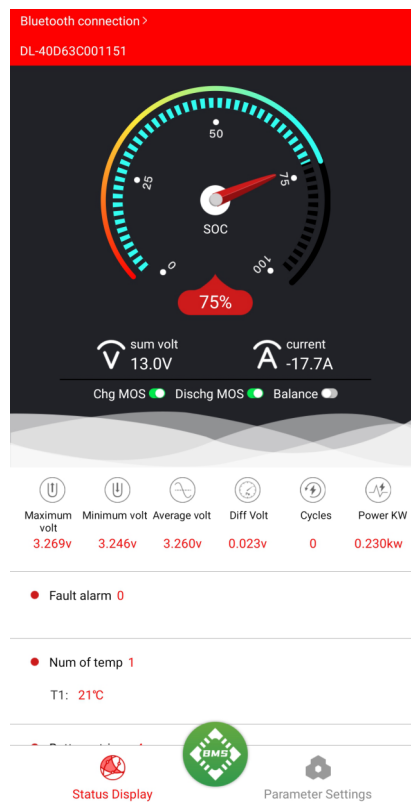 Bluetooth connection >
DL-40D63C001151
50
25
75
0
100
SOC
75%
sum volt
13.0V
current
-17.7A
Chg MOS
Dischg MOS
Balance
Maximum volt
3.269v
Minimum volt
3.246v
Average volt
3.260v
Diff Volt
0.023v
Cycles
0
Power KW
0.230kw
Fault alarm 0
Num of temp 1
T1: 21℃
BMS
Status Display
Parameter Settings